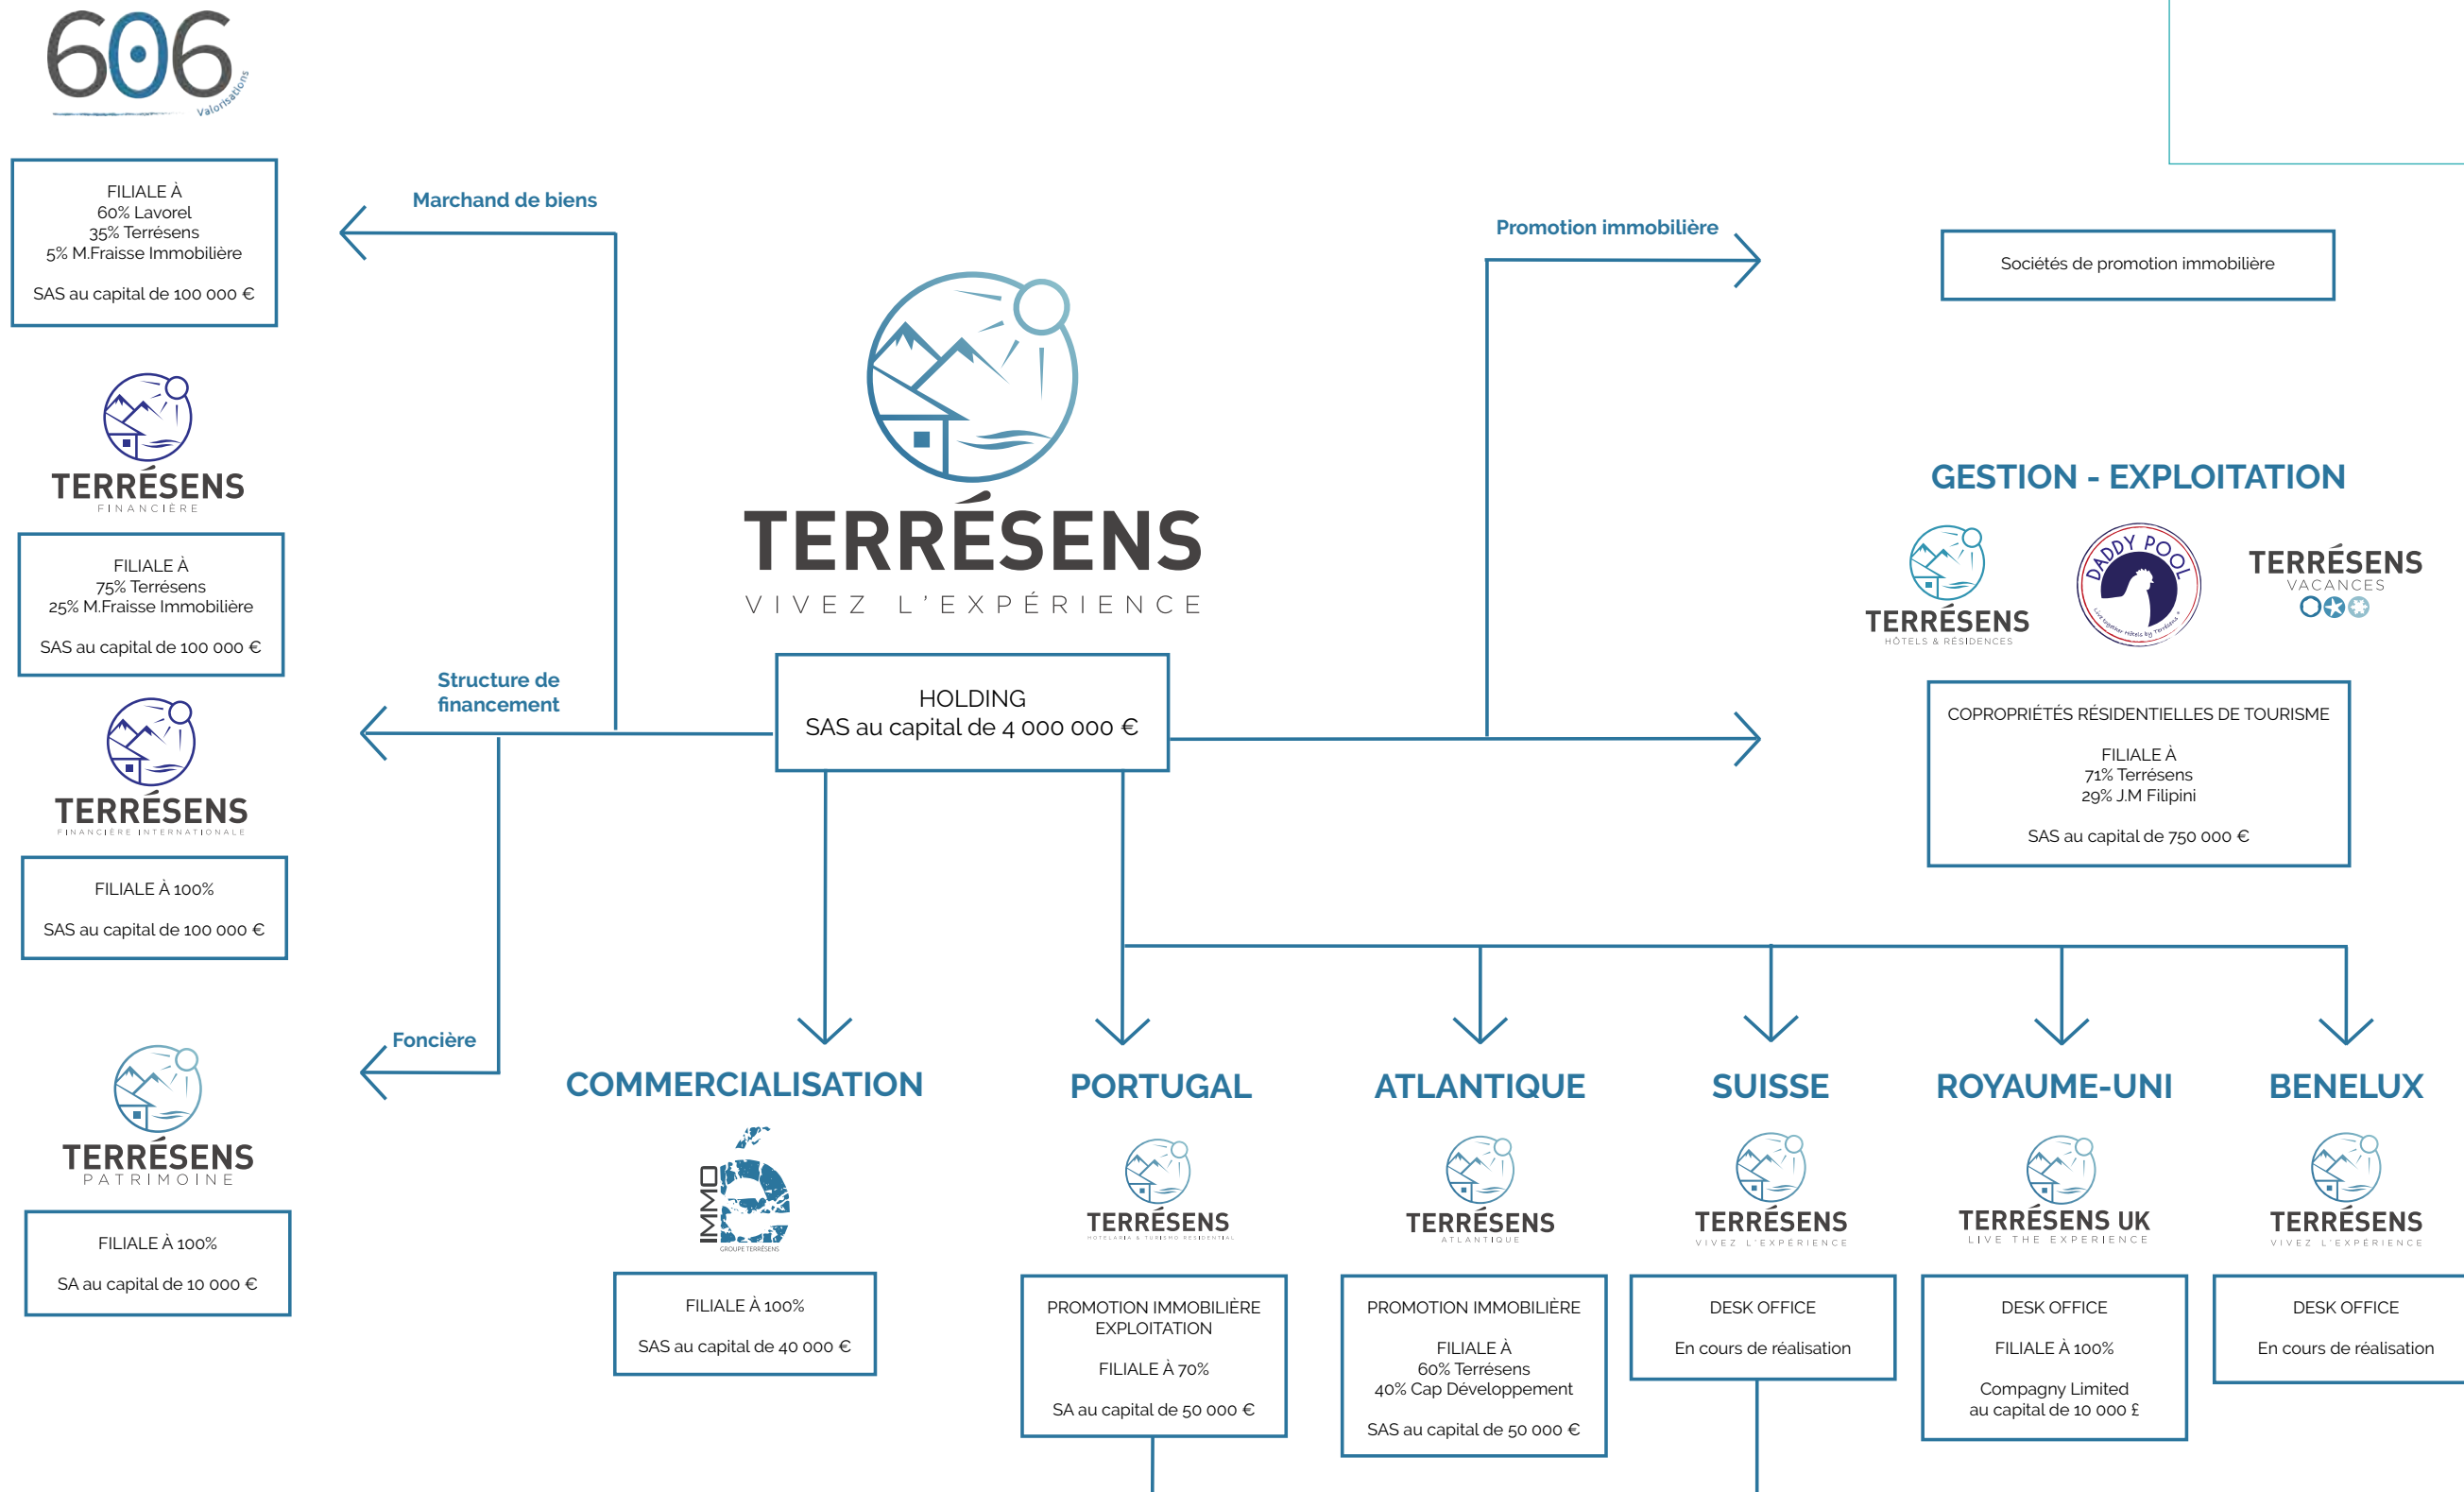 606
Valorisations
FILIALE À
60% Lavorel
35% Terrésens
5% M.Fraisse Immobilière
SAS au capital de 100 000 €
TERRÉSENS
FINANCIÈRE
FILIALE À
75% Terrésens
25% M.Fraisse Immobilière
SAS au capital de 100 000 €
TERRÉSENS
FINANCIÈRE INTERNATIONALE
FILIALE À 100%
SAS au capital de 100 000 €
TERRÉSENS
PATRIMOINE
FILIALE À 100%
SA au capital de 10 000 €
Marchand de biens
Structure de
financement
Foncière
TERRÉSENS
VIVEZ L'EXPÉRIENCE
HOLDING
SAS au capital de 4 000 000 €
Promotion immobilière
Sociétés de promotion immobilière
GESTION - EXPLOITATION
TERRÉSENS
HÔTELS & RÉSIDENCES
DADDY POOL
Live together Hôtels by Terrésens
TERRÉSENS
VACANCES
COPROPRIÉTÉS RÉSIDENTIELLES DE TOURISME
FILIALE À
71% Terrésens
29% J.M Filipini
SAS au capital de 750 000 €
COMMERCIALISATION
IMMO
é
GROUPE TERRÉSENS
FILIALE À 100%
SAS au capital de 40 000 €
PORTUGAL
TERRÉSENS
HOTELARIA & TURISMO RESIDENTIAL
PROMOTION IMMOBILIÈRE
EXPLOITATION
FILIALE À 70%
SA au capital de 50 000 €
ATLANTIQUE
TERRÉSENS
ATLANTIQUE
PROMOTION IMMOBILIÈRE
FILIALE À
60% Terrésens
40% Cap Développement
SAS au capital de 50 000 €
SUISSE
TERRÉSENS
VIVEZ L'EXPÉRIENCE
DESK OFFICE
En cours de réalisation
ROYAUME-UNI
TERRÉSENS UK
LIVE THE EXPERIENCE
DESK OFFICE
FILIALE À 100%
Compagny Limited
au capital de 10 000 £
BENELUX
TERRÉSENS
VIVEZ L'EXPÉRIENCE
DESK OFFICE
En cours de réalisation